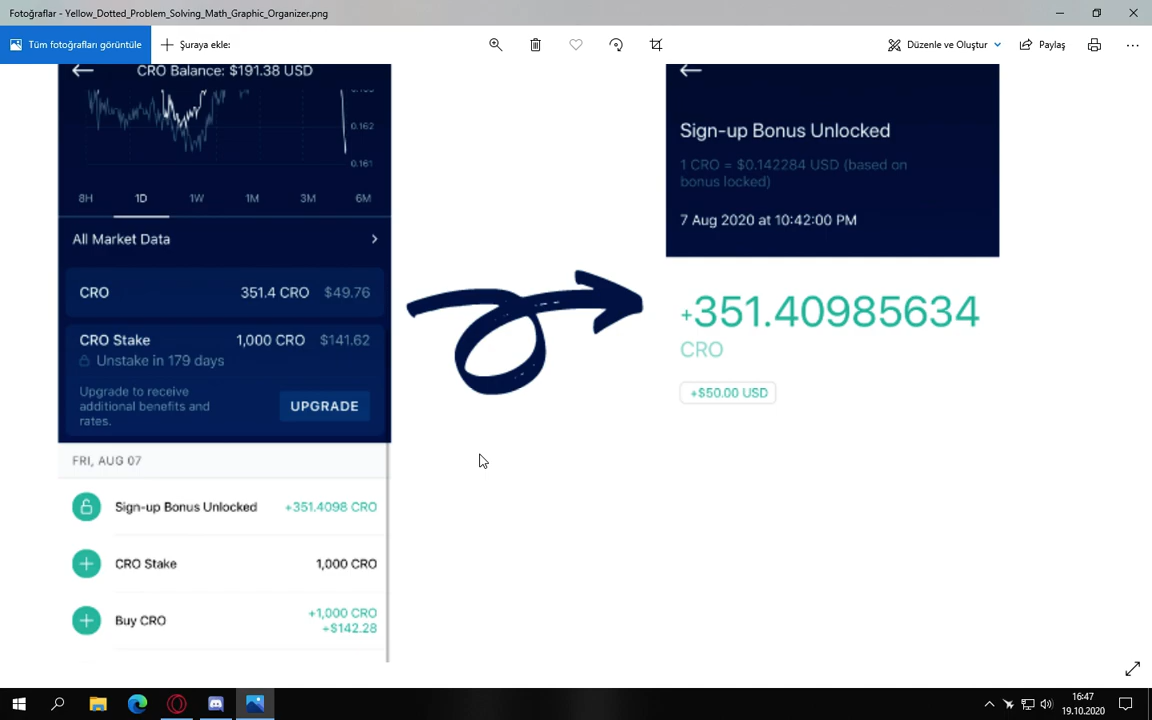 Fotoğraflar - Yellow_Dotted_Problem_Solving_Math_Graphic_Organizer.png
Tüm fotoğrafları görüntüle
Şuraya ekle:
Düzenle ve Oluştur
Paylaş
CRO Balance: $191.38 USD
0.162
0.161
8H 1D 1W 1M 3M 6M
All Market Data
CRO 351.4 CRO $49.76
CRO Stake 1,000 CRO $141.62
Unstake in 179 days
Upgrade to receive
additional benefits and
rates.
UPGRADE
FRI, AUG 07
Sign-up Bonus Unlocked +351.4098 CRO
CRO Stake 1,000 CRO
Buy CRO +1,000 CRO
+$142.28
Sign-up Bonus Unlocked
1 CRO = $0.142284 USD (based on
bonus locked)
7 Aug 2020 at 10:42:00 PM
+351.40985634
CRO
+$50.00 USD
16:47
19.10.2020